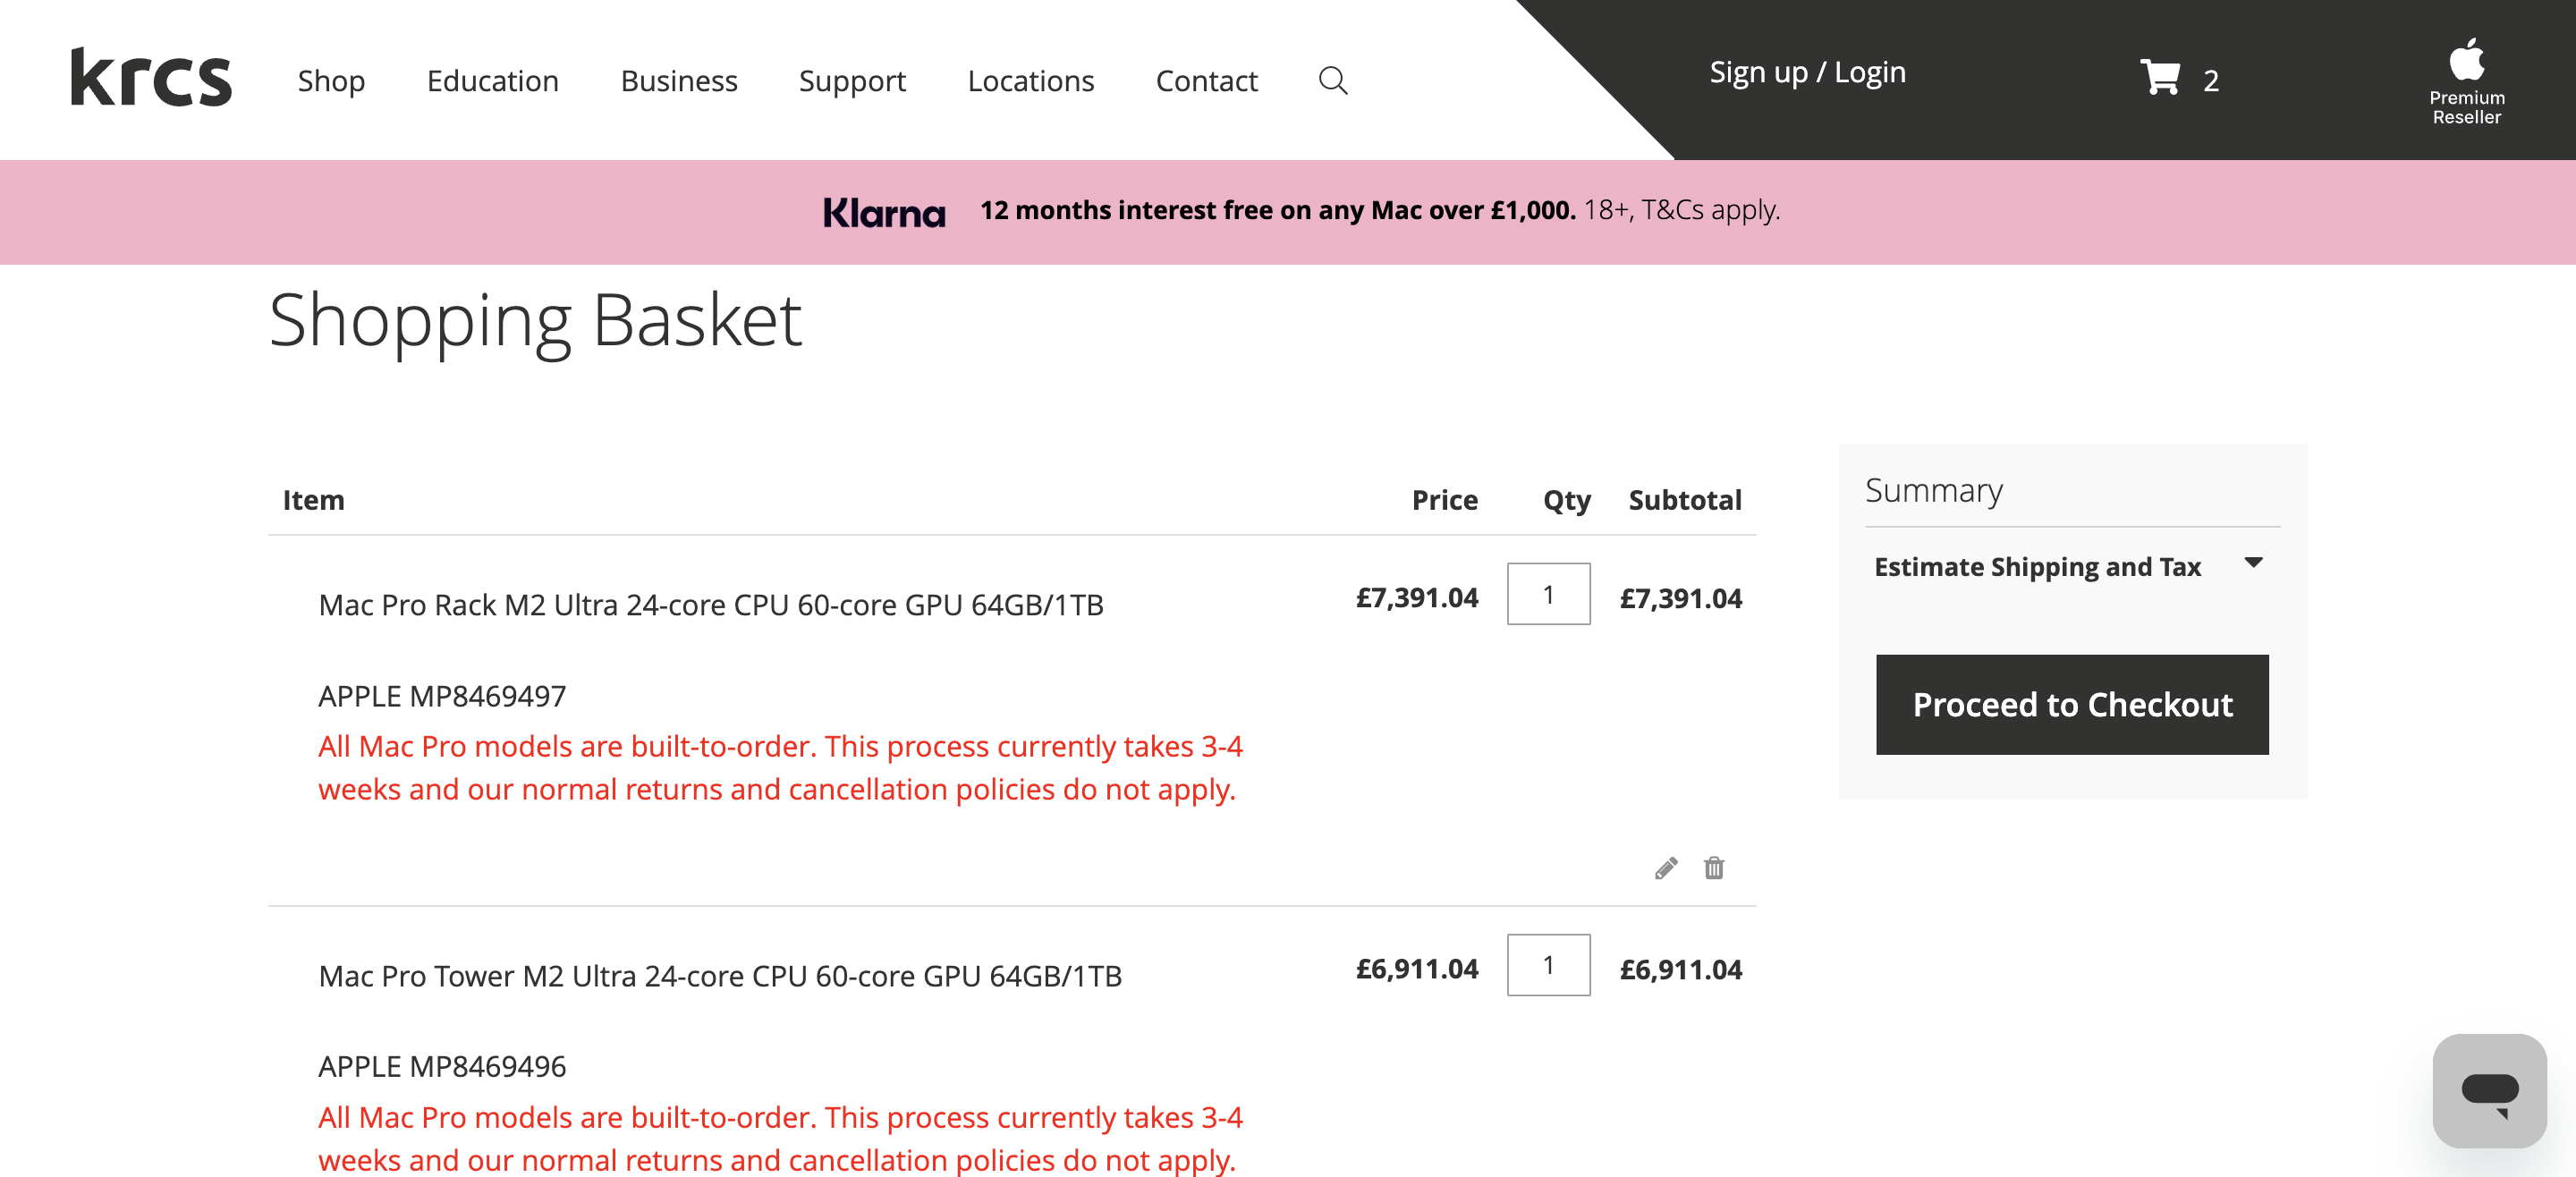 krcs
Shop Education Business Support Locations Contact
Sign up / Login
2
Premium
Reseller
Klarna 12 months interest free on any Mac over £1,000. 18+, T&Cs apply.
Shopping Basket
Item Price Qty Subtotal
Mac Pro Rack M2 Ultra 24-core CPU 60-core GPU 64GB/1TB £7,391.04 1 £7,391.04
APPLE MP8469497
All Mac Pro models are built-to-order. This process currently takes 3-4
weeks and our normal returns and cancellation policies do not apply.
Mac Pro Tower M2 Ultra 24-core CPU 60-core GPU 64GB/1TB £6,911.04 1 £6,911.04
APPLE MP8469496
All Mac Pro models are built-to-order. This process currently takes 3-4
weeks and our normal returns and cancellation policies do not apply.
Summary
Estimate Shipping and Tax
Proceed to Checkout